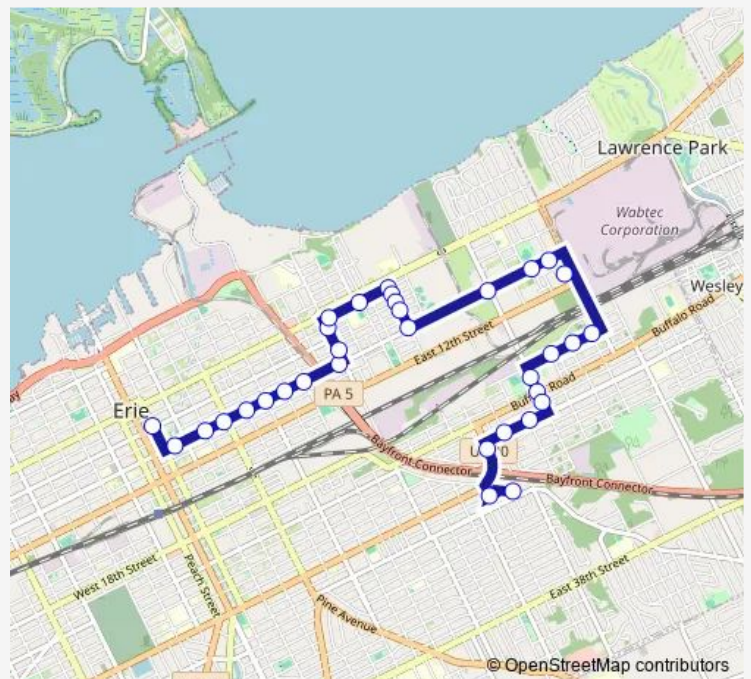 Lawrence Park
Wabtec
Corporation
Wesley
Buffalo Road
East 12th Street
PA 5
Erie
Buffalo Road
Bayfront Connector
Bayfront Connector
West 18th Street
Peach Street
East 38th Street
Pine Avenue
© OpenStreetMap contributors